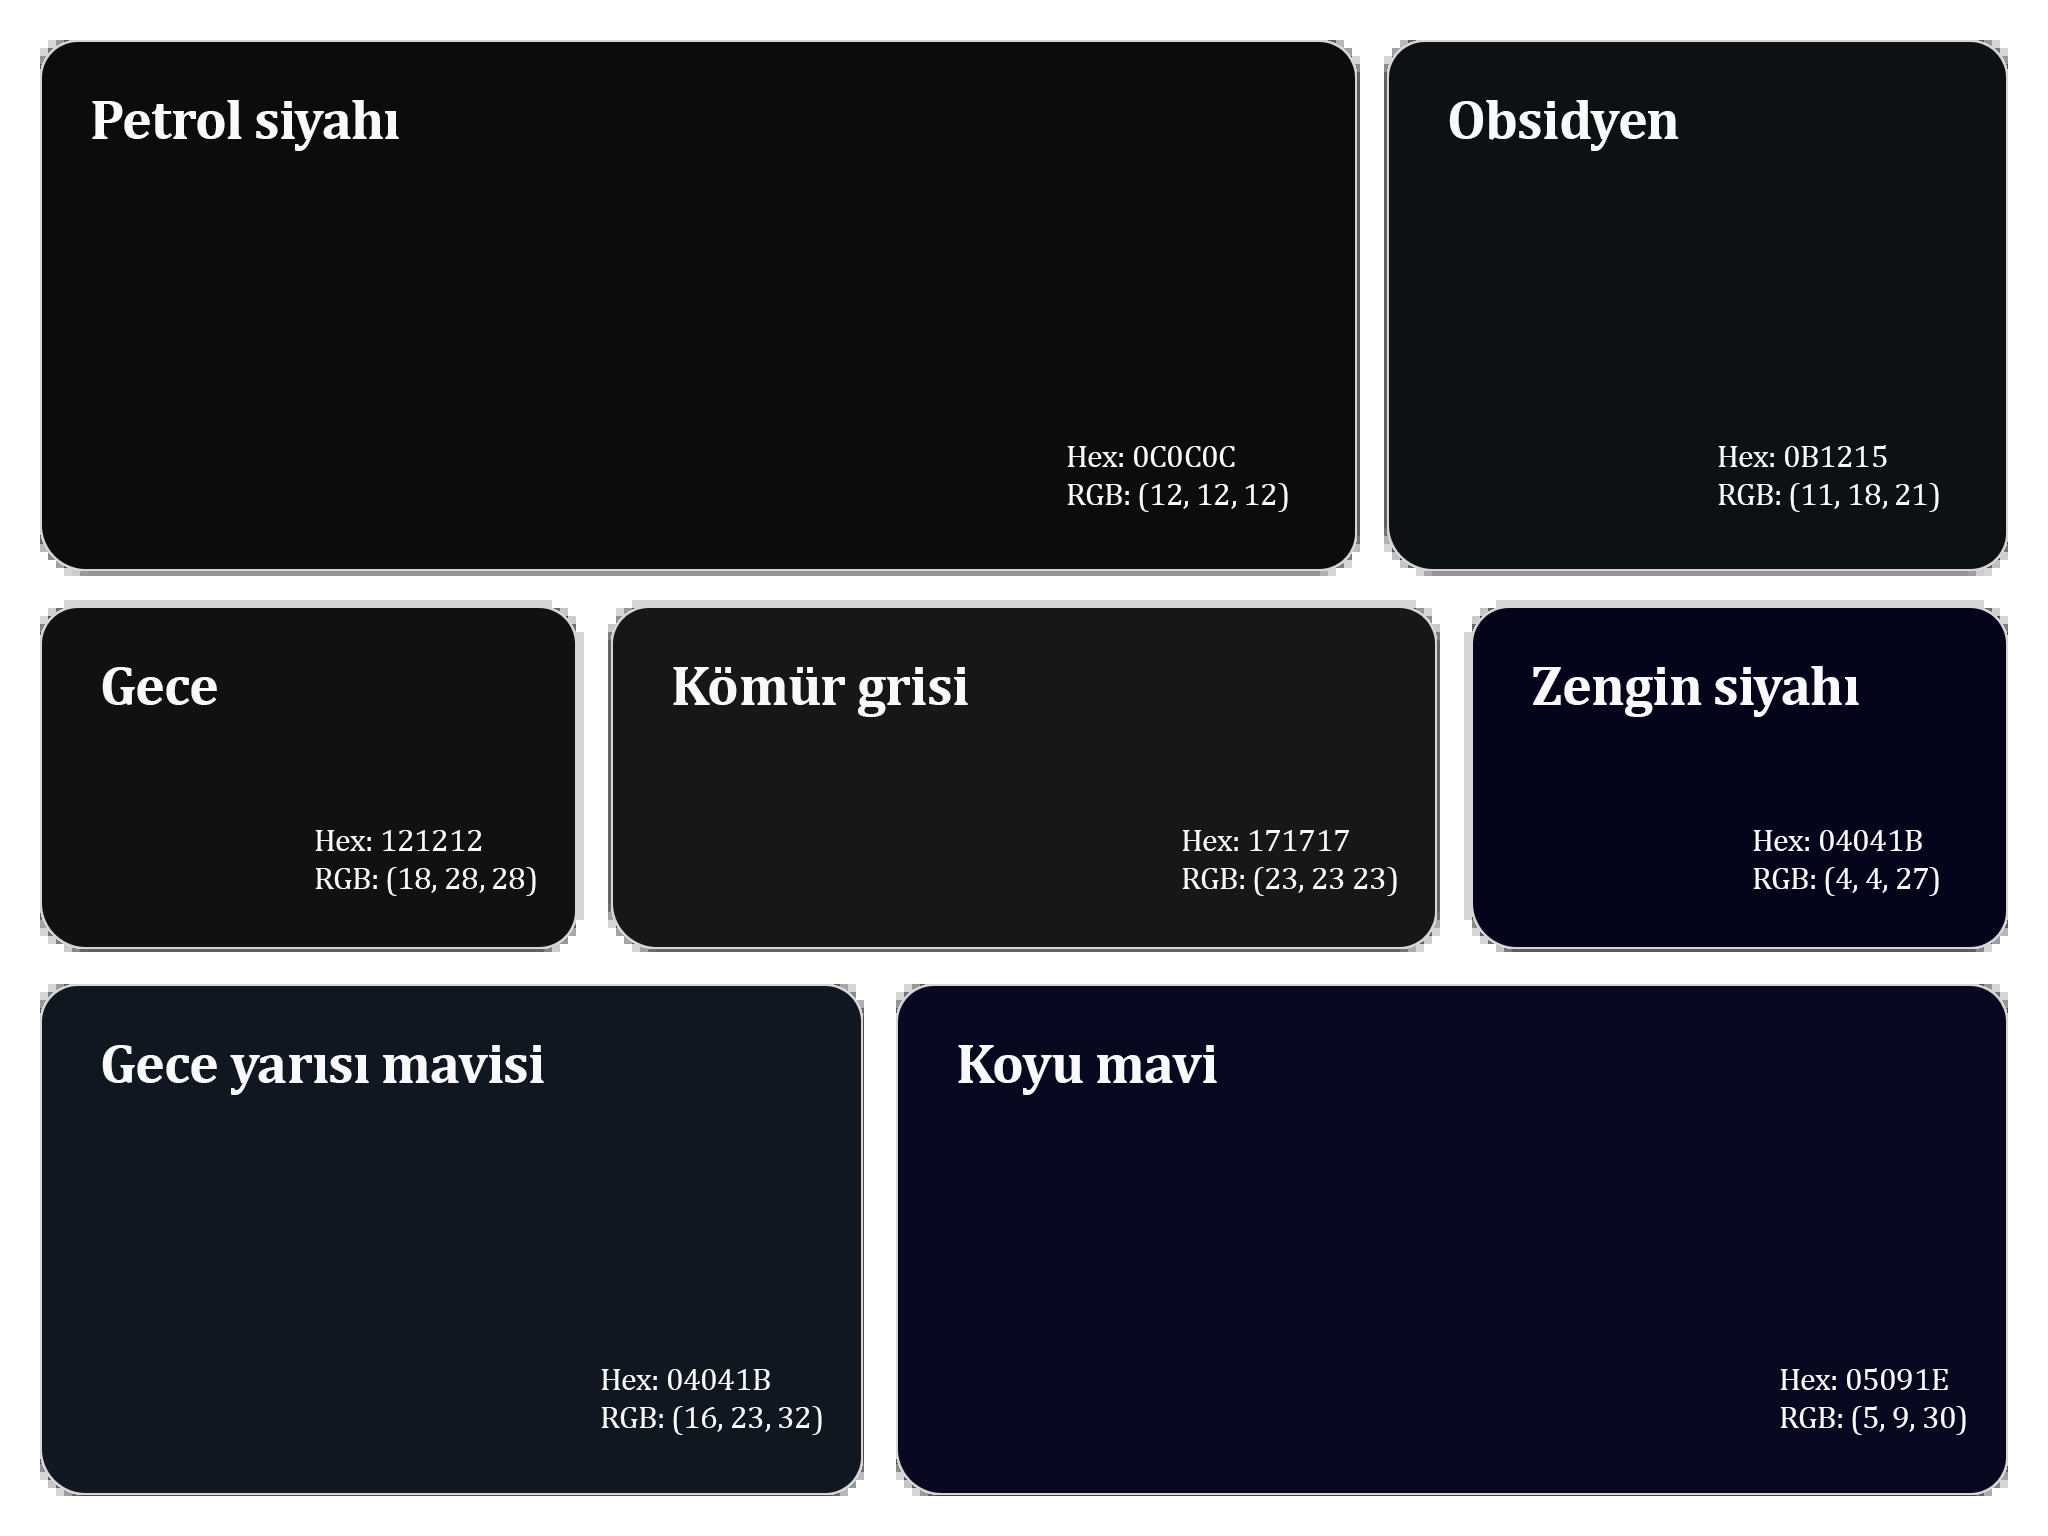 Petrol siyahı
Hex: 0C0C0C
RGB: (12, 12, 12)
Obsidyen
Hex: 0B1215
RGB: (11, 18, 21)
Gece
Hex: 121212
RGB: (18, 28, 28)
Kömür grisi
Hex: 171717
RGB: (23, 23 23)
Zengin siyahı
Hex: 04041B
RGB: (4, 4, 27)
Gece yarısı mavisi
Hex: 04041B
RGB: (16, 23, 32)
Koyu mavi
Hex: 05091E
RGB: (5, 9, 30)